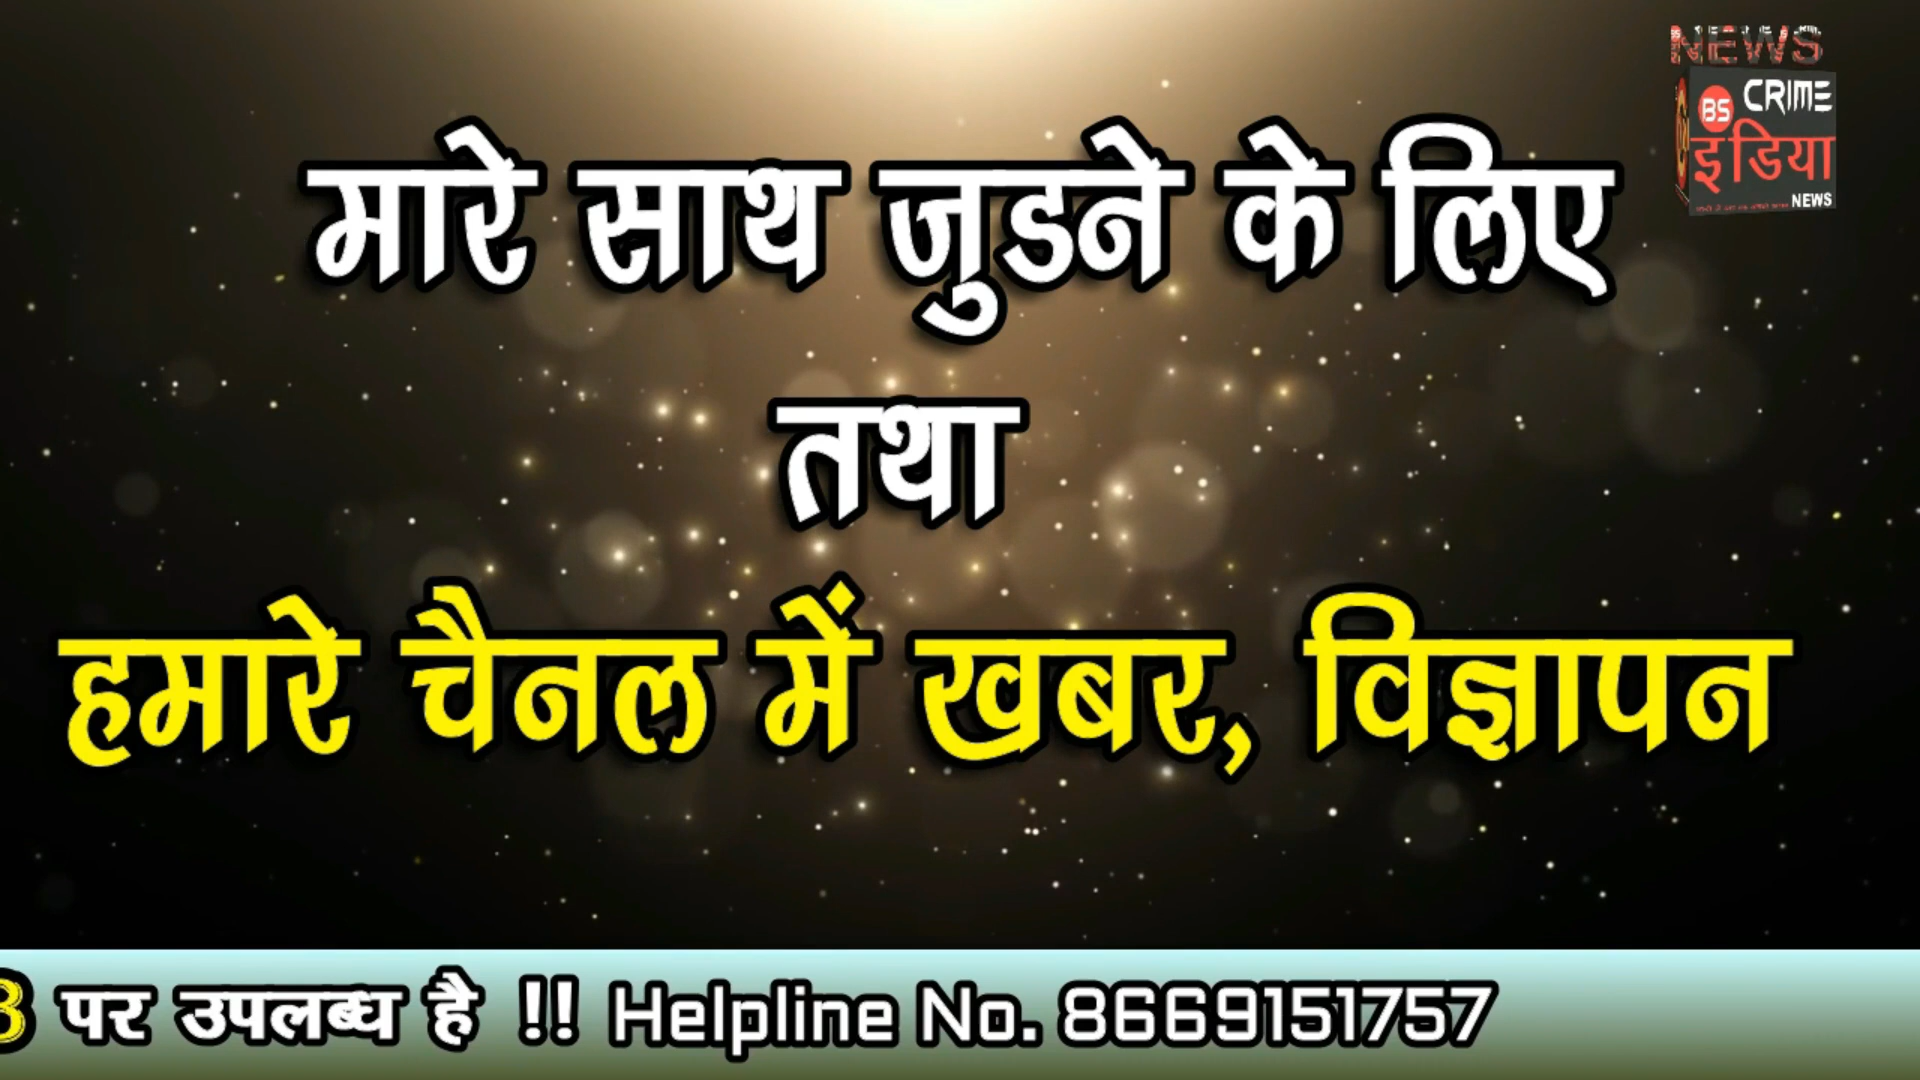 NEWS
BS CRIME
इंडिया
NEWS
मारे साथ जुडने के लिए
तथा
हमारे चैनल में खबर, विज्ञापन
पर उपलब्ध है !! Helpline No. 8669151757